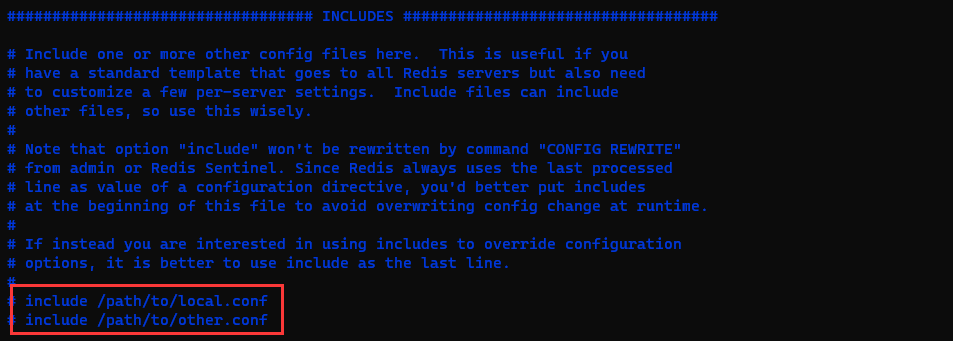 ################################## INCLUDES ###################################
# Include one or more other config files here.  This is useful if you
# have a standard template that goes to all Redis servers but also need
# to customize a few per-server settings.  Include files can include
# other files, so use this wisely.
#
# Note that option "include" won't be rewritten by command "CONFIG REWRITE"
# from admin or Redis Sentinel. Since Redis always uses the last processed
# line as value of a configuration directive, you'd better put includes
# at the beginning of this file to avoid overwriting config change at runtime.
#
# If instead you are interested in using includes to override configuration
# options, it is better to use include as the last line.
#
# include /path/to/local.conf
# include /path/to/other.conf